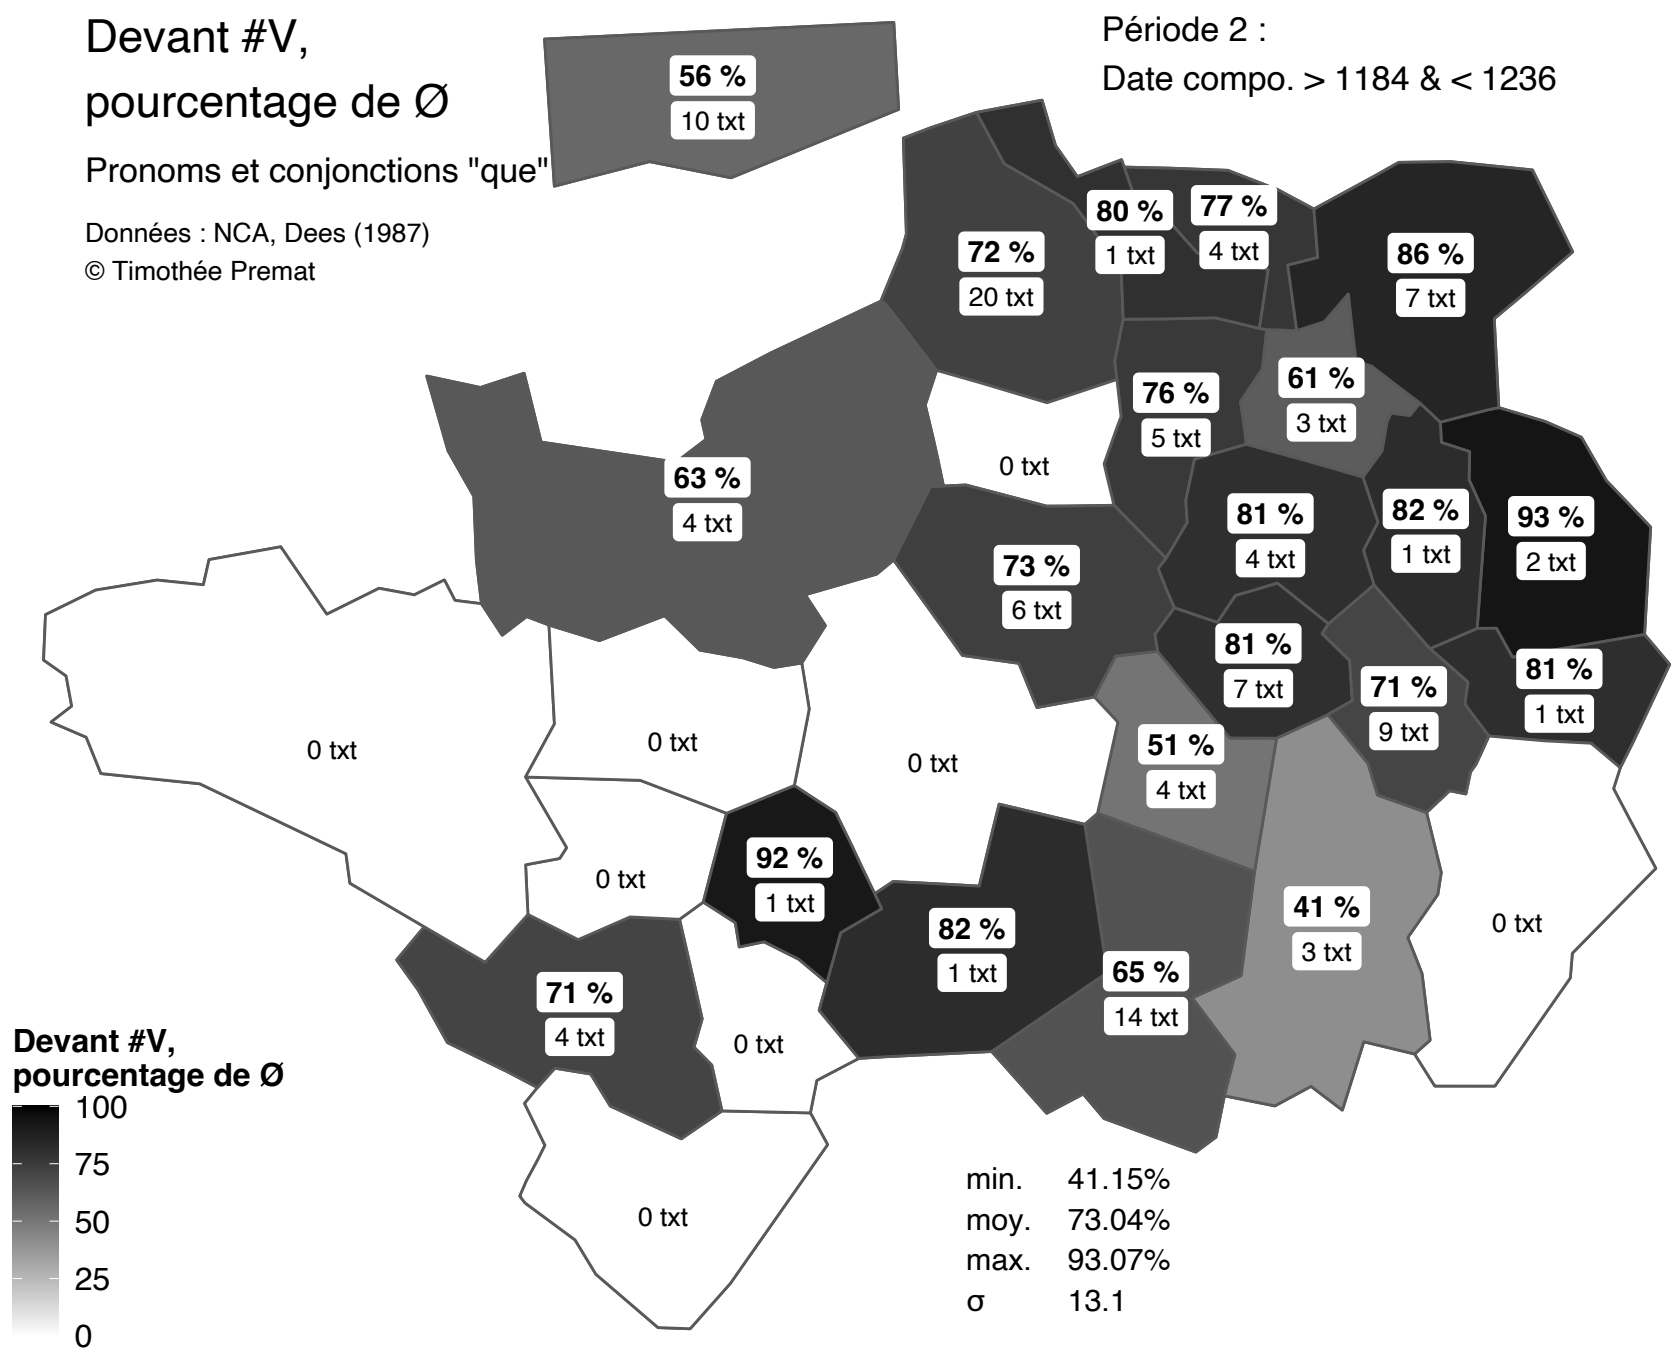 Devant #V,
pourcentage de Ø
Pronoms et conjonctions "que"
Données : NCA, Dees (1987)
© Timothée Premat
Période 2 :
Date compo. > 1184 & < 1236
56 %
10 txt
80 %
1 txt
77 %
4 txt
72 %
20 txt
86 %
7 txt
76 %
5 txt
61 %
3 txt
0 txt
63 %
4 txt
81 %
4 txt
82 %
1 txt
93 %
2 txt
73 %
6 txt
81 %
7 txt
71 %
9 txt
81 %
1 txt
0 txt
0 txt
0 txt
51 %
4 txt
92 %
1 txt
0 txt
82 %
1 txt
41 %
3 txt
0 txt
65 %
14 txt
71 %
4 txt
0 txt
0 txt
Devant #V,
pourcentage de Ø
100
75
50
25
0
min. 41.15%
moy. 73.04%
max. 93.07%
σ 13.1